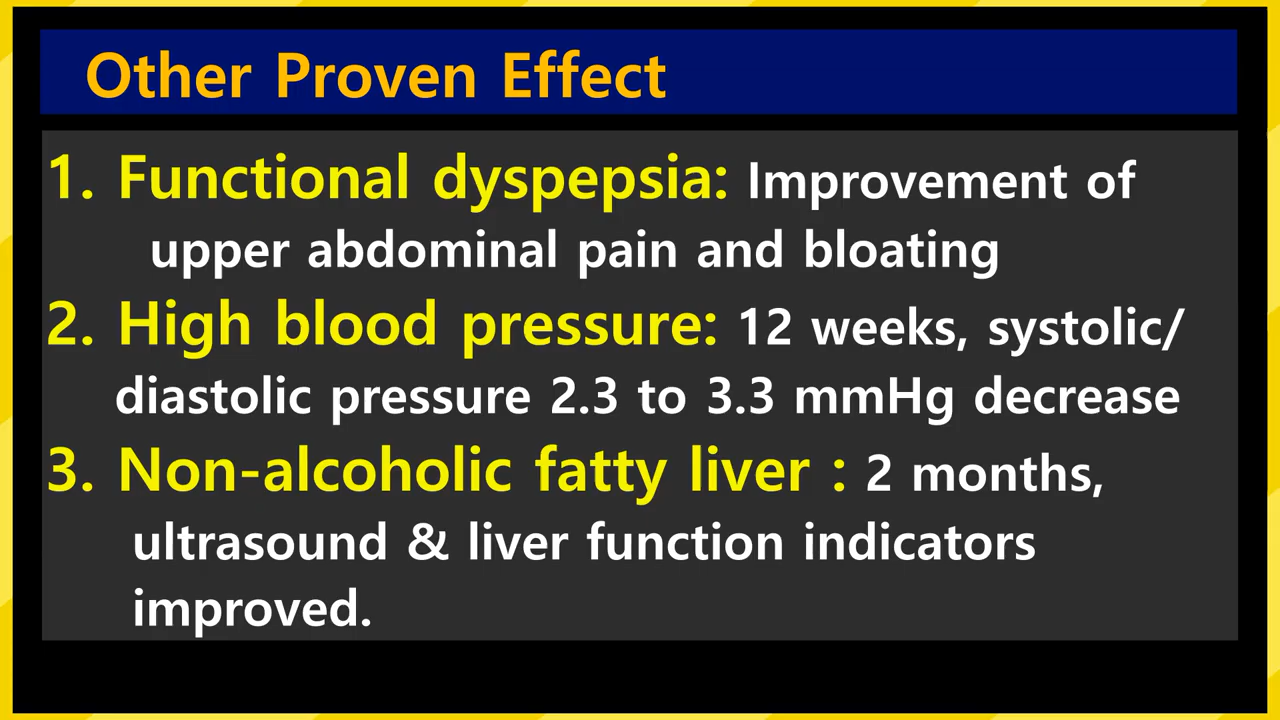 Other Proven Effect
1. Functional dyspepsia: Improvement of
upper abdominal pain and bloating
2. High blood pressure: 12 weeks, systolic/
diastolic pressure 2.3 to 3.3 mmHg decrease
3. Non-alcoholic fatty liver : 2 months,
ultrasound & liver function indicators
improved.